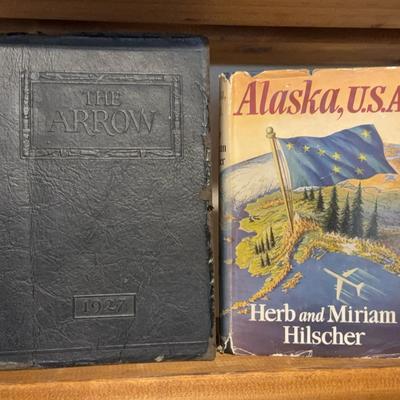 THE
ARROW
1927
Alaska, U.S.A
Herb and Miriam
Hilscher